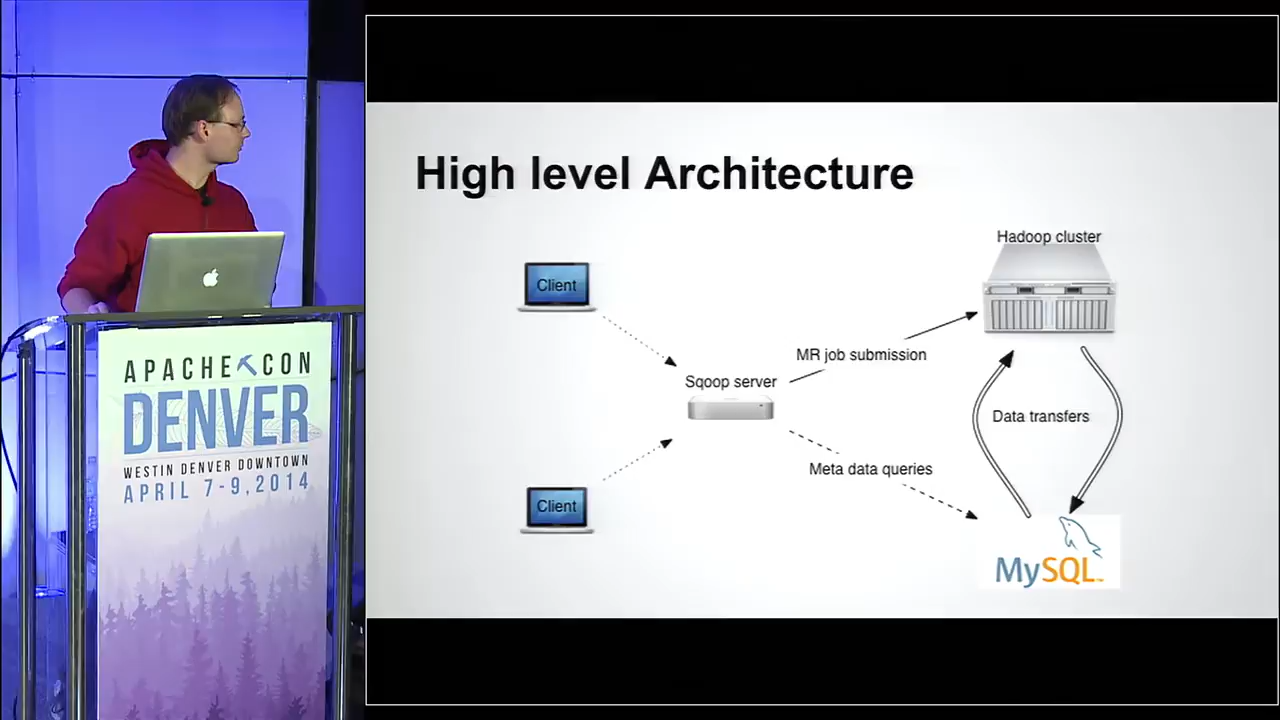 APACHE CON
DENVER
WESTIN DENVER DOWNTOWN
APRIL 7-9, 2014
High level Architecture
Hadoop cluster
Client
MR job submission
Sqoop server
Data transfers
Meta data queries
Client
MySQL™